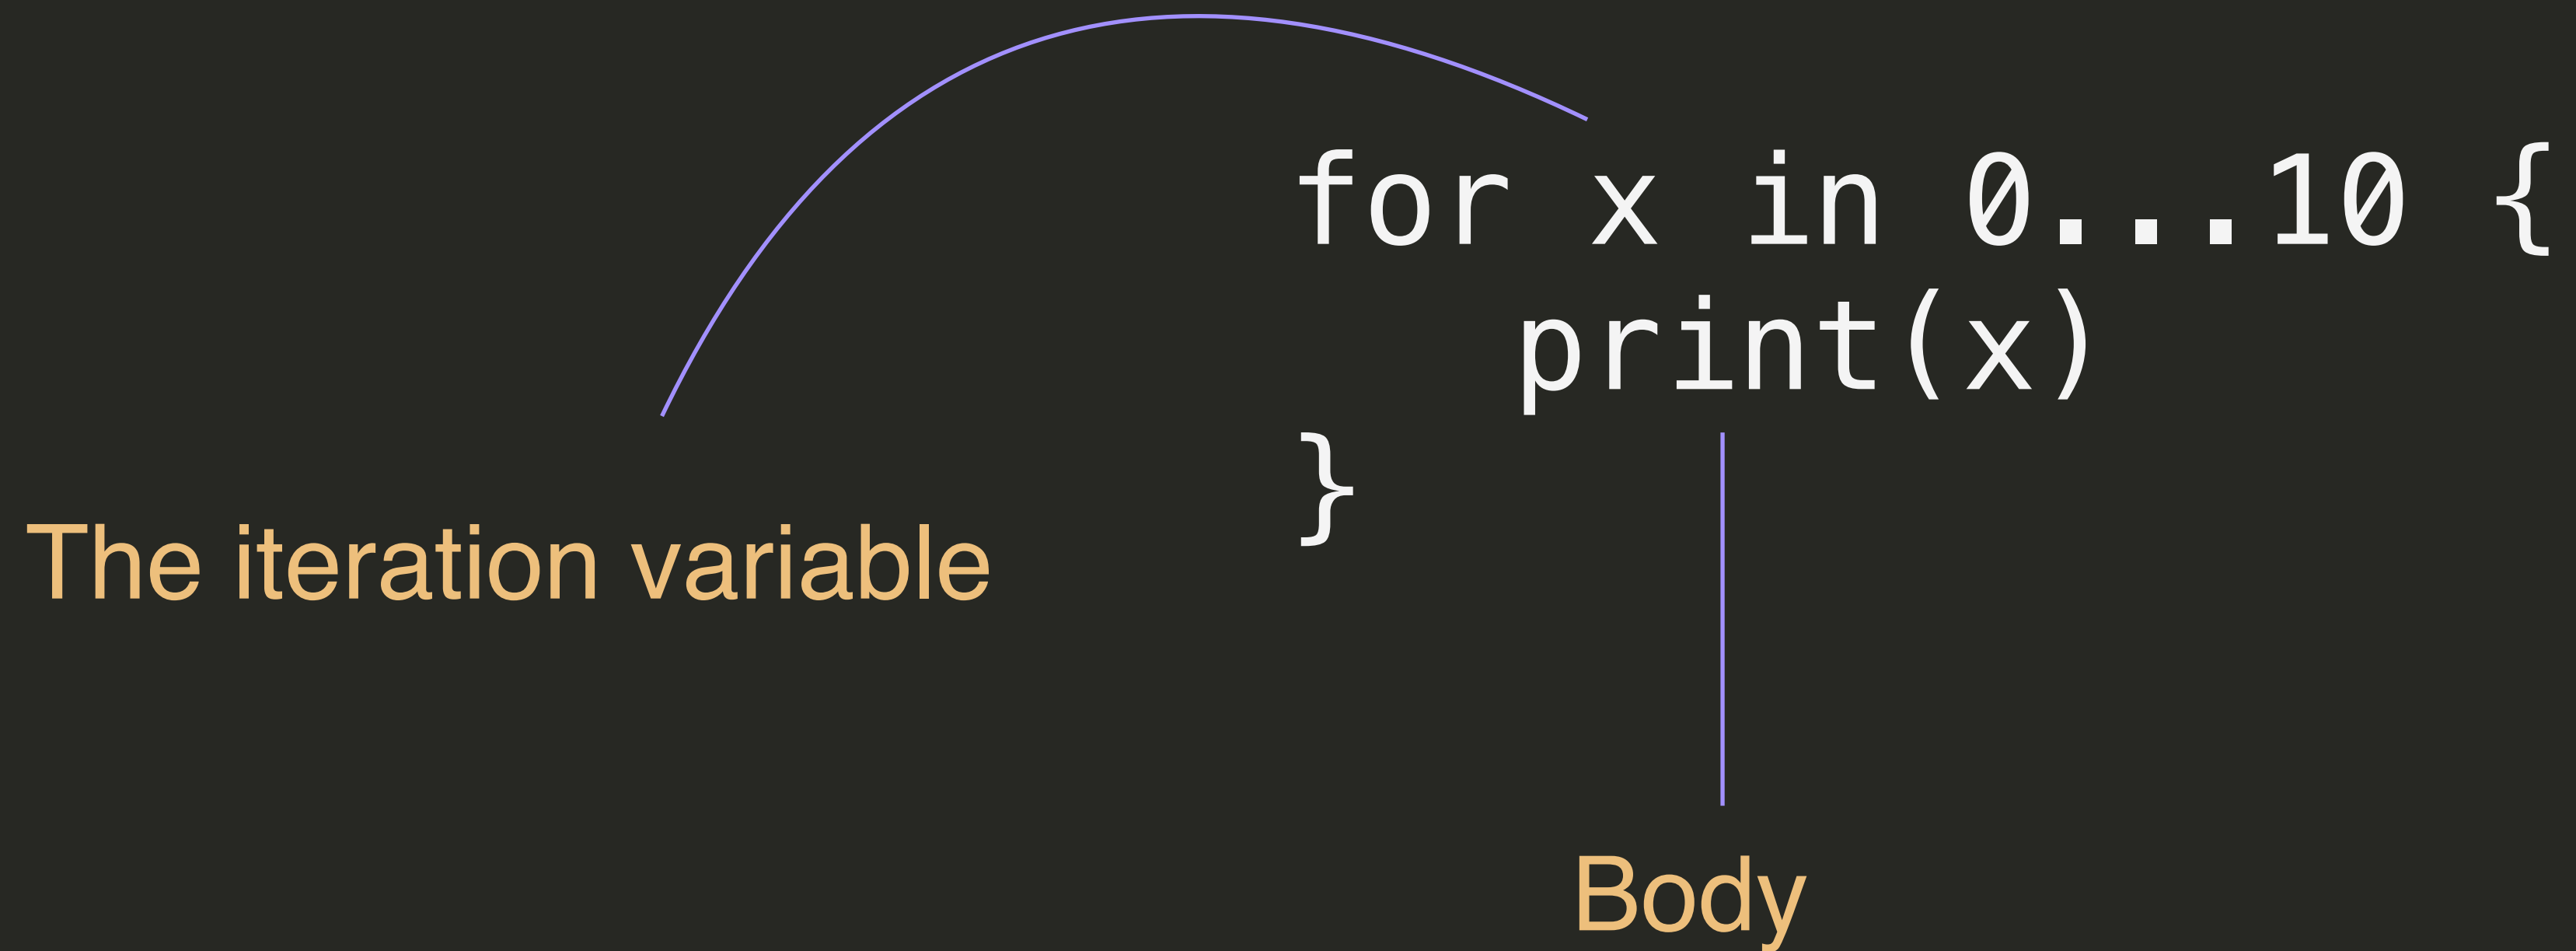 for x in 0...10 {
print(x)
}
The iteration variable
Body